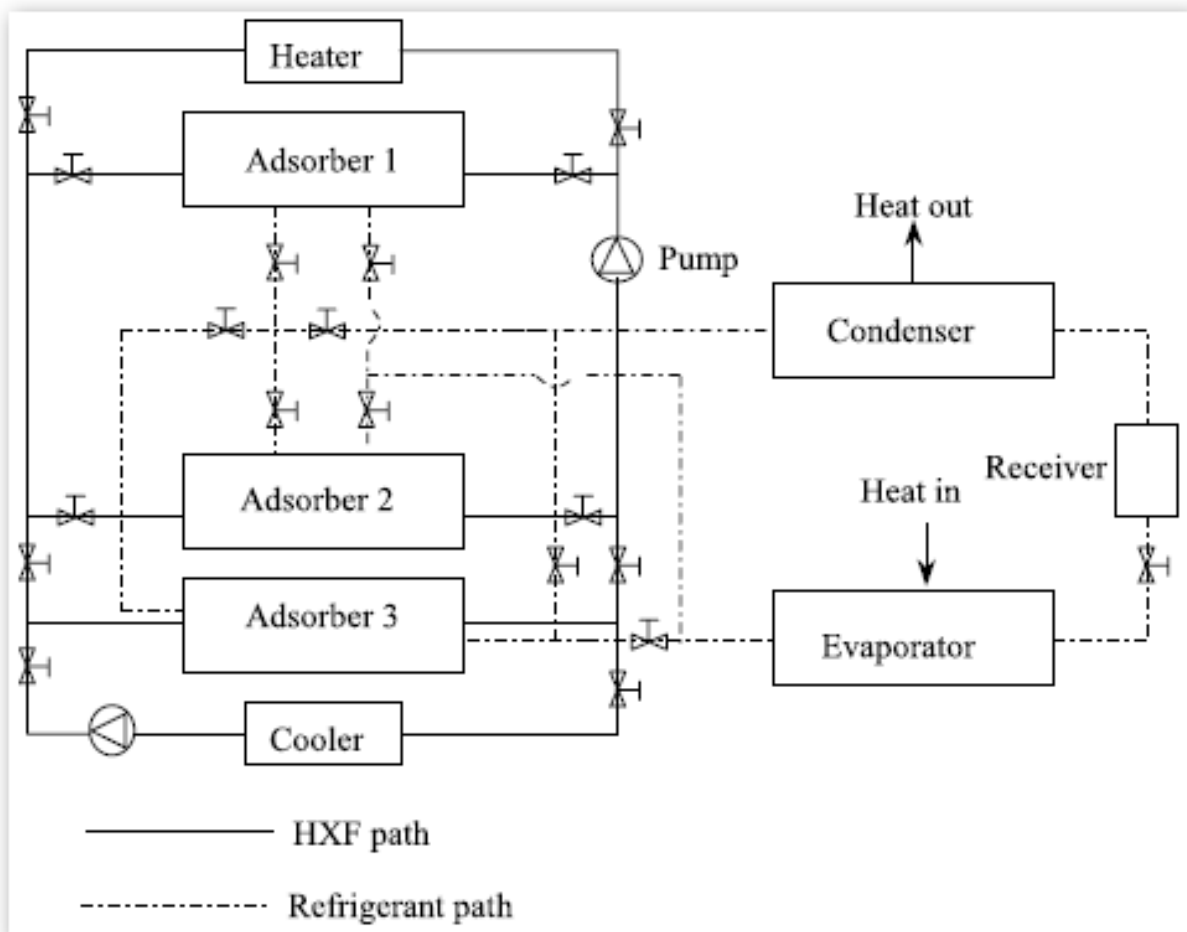 Heater
Adsorber 1
Heat out
Pump
Condenser
Receiver
Adsorber 2
Heat in
Adsorber 3
Evaporator
Cooler
HXF path
Refrigerant path